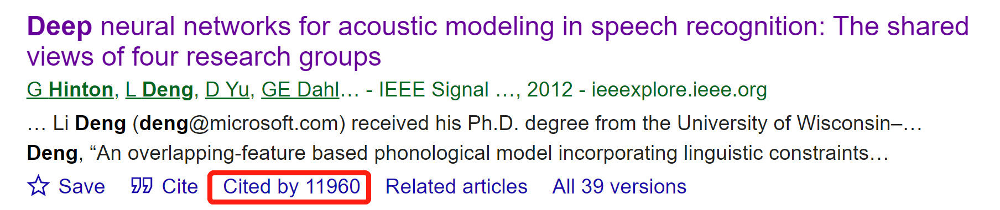 Deep neural networks for acoustic modeling in speech recognition: The shared
views of four research groups
G Hinton, L Deng, D Yu, GE Dahl… - IEEE Signal …, 2012 - ieeexplore.ieee.org
… Li Deng (deng@microsoft.com) received his Ph.D. degree from the University of Wisconsin–…
Deng, “An overlapping-feature based phonological model incorporating linguistic constraints…
Save Cite Cited by 11960 Related articles All 39 versions